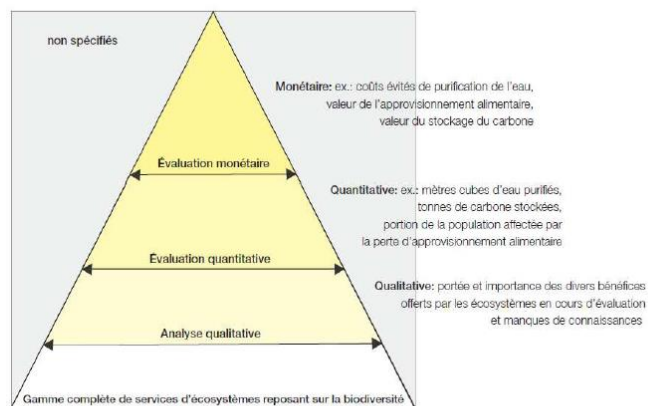 non spécifiés
Monétaire: ex.: coûts évités de purification de l'eau,
valeur de l'approvisionnement alimentaire,
valeur du stockage du carbone
Évaluation monétaire
Quantitative: ex.: mètres cubes d'eau purifiés,
tonnes de carbone stockées,
portion de la population affectée par
la perte d'approvisionnement alimentaire
Évaluation quantitative
Qualitative: portée et importance des divers bénéfices
offerts par les écosystèmes en cours d'évaluation
et manques de connaissances
Analyse qualitative
Gamme complète de services d'écosystèmes reposant sur la biodiversité